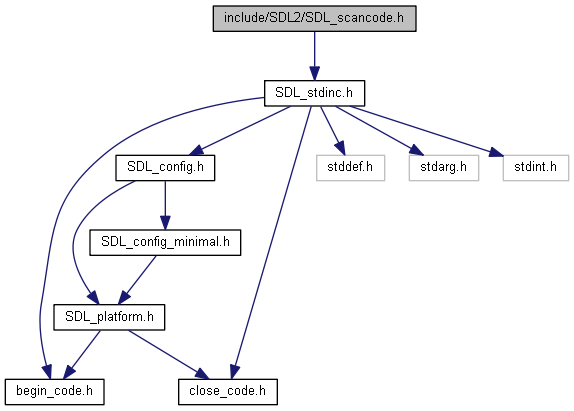 include/SDL2/SDL_scancode.h
SDL_stdinc.h
SDL_config.h
stddef.h
stdarg.h
stdint.h
SDL_config_minimal.h
SDL_platform.h
begin_code.h
close_code.h